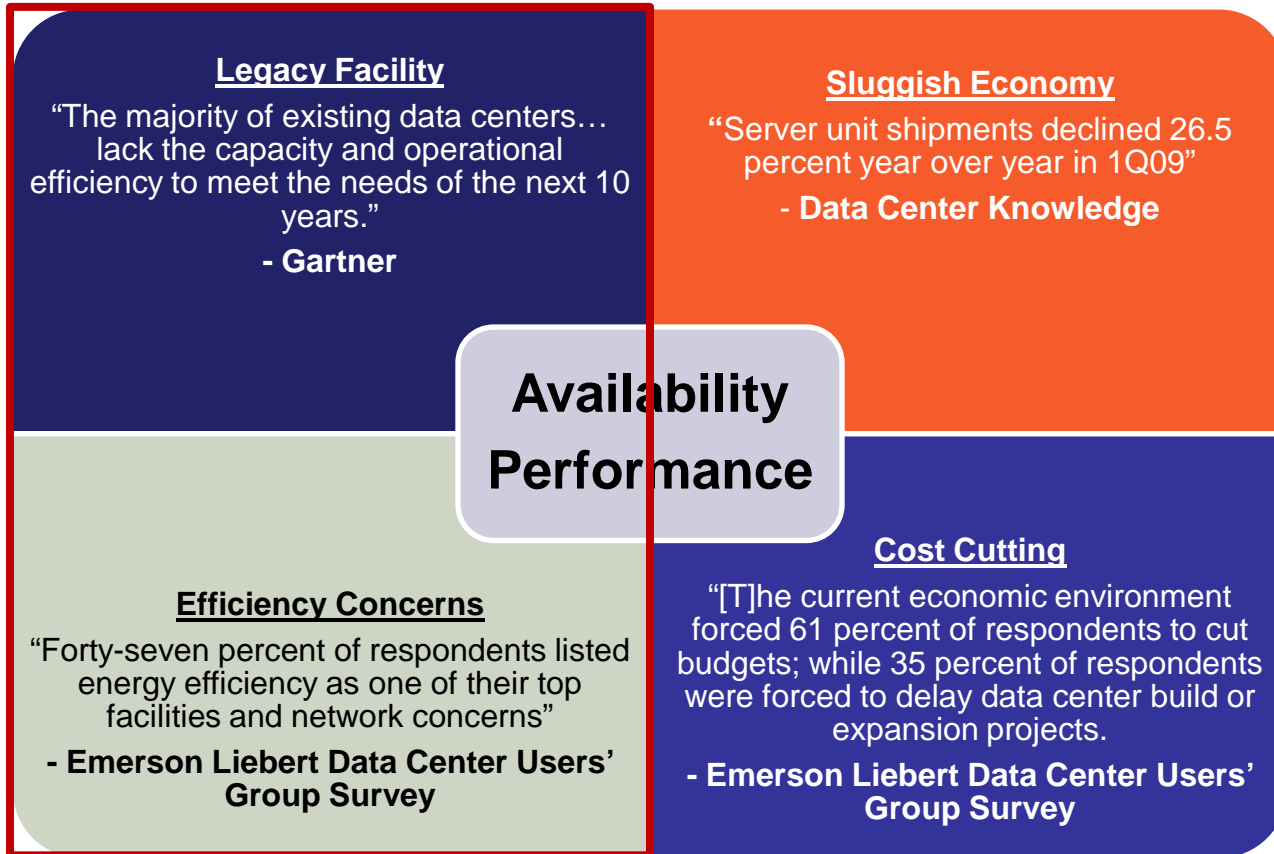 Legacy Facility
“The majority of existing data centers…
lack the capacity and operational
efficiency to meet the needs of the next 10
years.”
- Gartner
Sluggish Economy
“Server unit shipments declined 26.5
percent year over year in 1Q09”
- Data Center Knowledge
Availability
Performance
Efficiency Concerns
“Forty-seven percent of respondents listed
energy efficiency as one of their top
facilities and network concerns”
- Emerson Liebert Data Center Users’
Group Survey
Cost Cutting
“[T]he current economic environment
forced 61 percent of respondents to cut
budgets; while 35 percent of respondents
were forced to delay data center build or
expansion projects.
- Emerson Liebert Data Center Users’
Group Survey